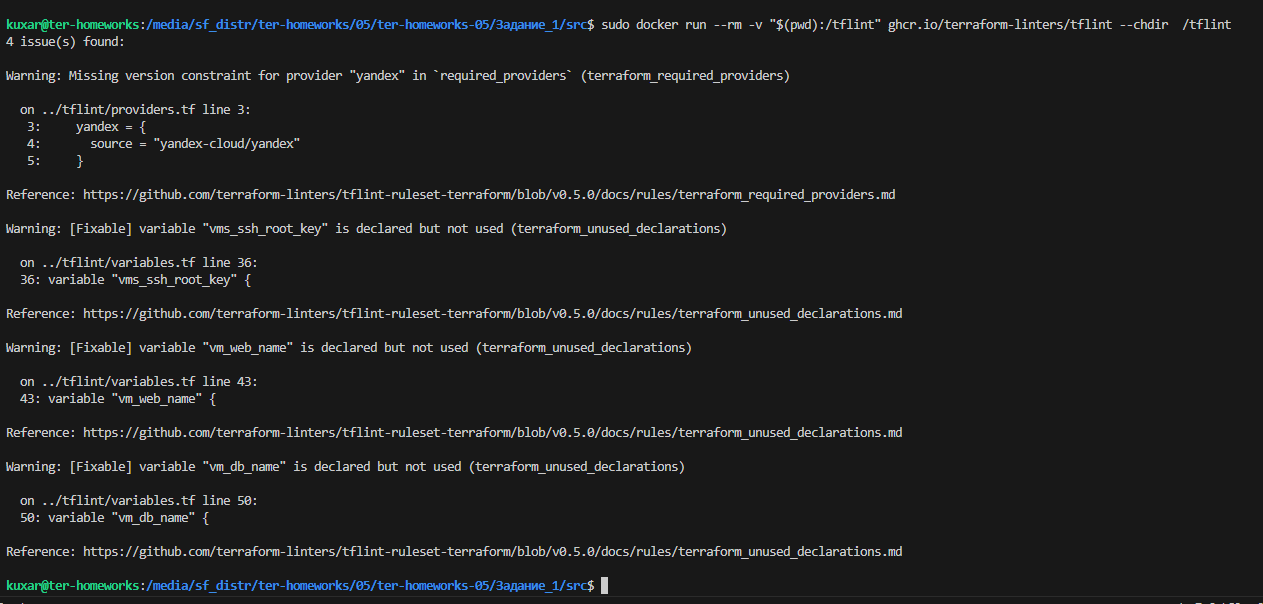 kuxar@ter-homeworks:/media/sf_distr/ter-homeworks/05/ter-homeworks-05/Задание_1/src$ sudo docker run --rm -v "$(pwd):/tflint" ghcr.io/terraform-linters/tflint --chdir  /tflint
4 issue(s) found:
Warning: Missing version constraint for provider "yandex" in `required_providers` (terraform_required_providers)
  on ../tflint/providers.tf line 3:
   3:     yandex = {
   4:       source = "yandex-cloud/yandex"
   5:     }
Reference: https://github.com/terraform-linters/tflint-ruleset-terraform/blob/v0.5.0/docs/rules/terraform_required_providers.md
Warning: [Fixable] variable "vms_ssh_root_key" is declared but not used (terraform_unused_declarations)
  on ../tflint/variables.tf line 36:
  36: variable "vms_ssh_root_key" {
Reference: https://github.com/terraform-linters/tflint-ruleset-terraform/blob/v0.5.0/docs/rules/terraform_unused_declarations.md
Warning: [Fixable] variable "vm_web_name" is declared but not used (terraform_unused_declarations)
  on ../tflint/variables.tf line 43:
  43: variable "vm_web_name" {
Reference: https://github.com/terraform-linters/tflint-ruleset-terraform/blob/v0.5.0/docs/rules/terraform_unused_declarations.md
Warning: [Fixable] variable "vm_db_name" is declared but not used (terraform_unused_declarations)
  on ../tflint/variables.tf line 50:
  50: variable "vm_db_name" {
Reference: https://github.com/terraform-linters/tflint-ruleset-terraform/blob/v0.5.0/docs/rules/terraform_unused_declarations.md
kuxar@ter-homeworks:/media/sf_distr/ter-homeworks/05/ter-homeworks-05/Задание_1/src$